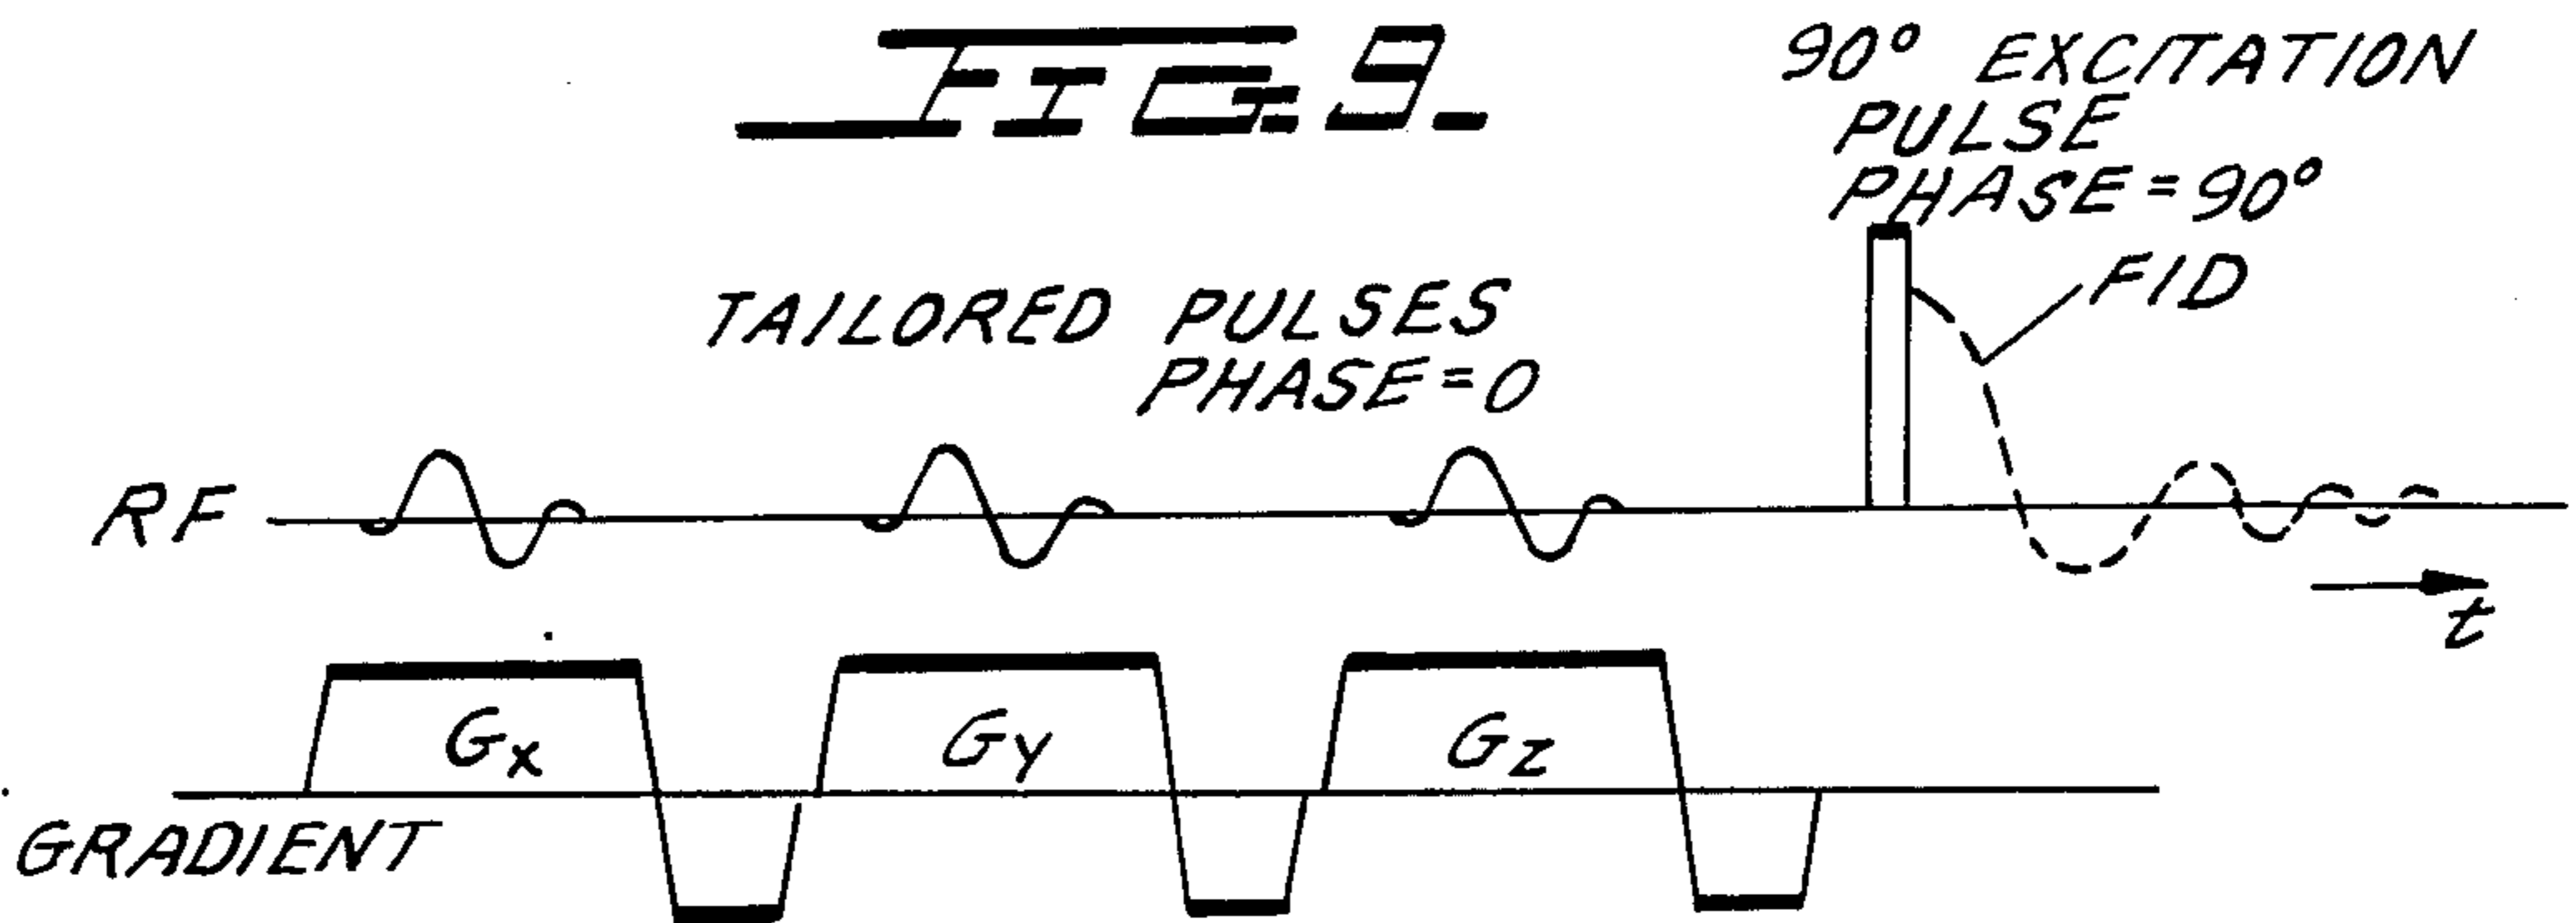 FIG. 9.
90° EXCITATION
PULSE
PHASE = 90°
FID
TAILORED PULSES
PHASE = 0
RF
t
Gx
Gy
Gz
GRADIENT